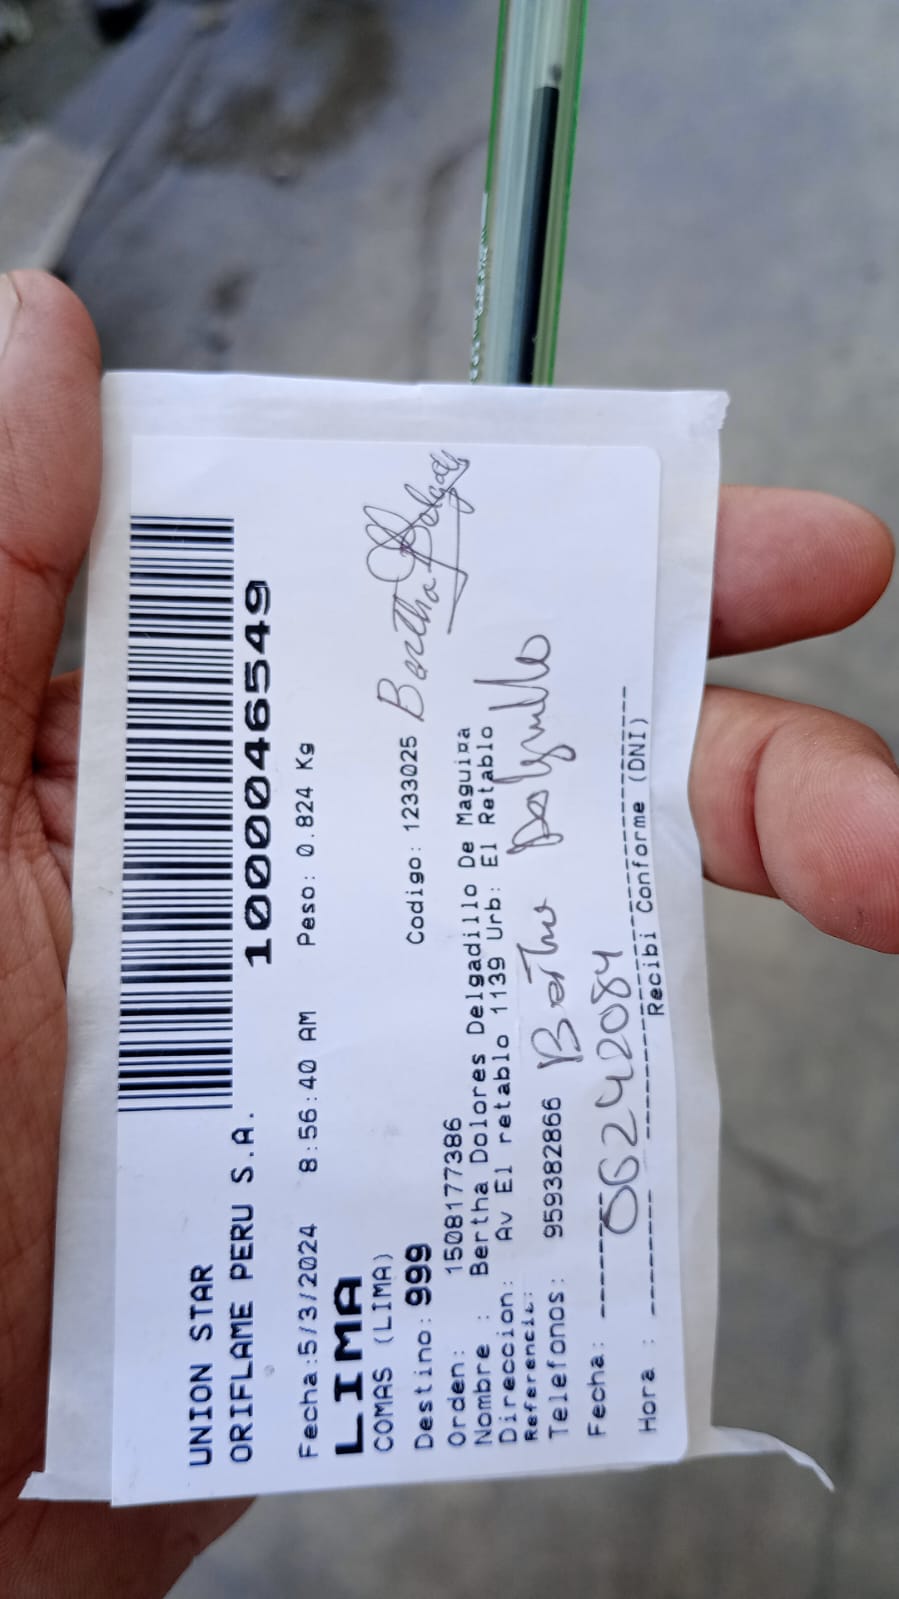 UNION STAR
ORIFLAME PERU S.A.
1000046549
Fecha:5/3/2024 8:56:40 AM Peso: 0.824 Kg
LIMA
COMAS (LIMA)
Destino: 999 Codigo: 1233025 Bertha Delgad
Orden: 1508177386
Nombre : Bertha Dolores Delgadillo De Maguiña
Direccion: Av El retablo 1139 Urb: El Retablo
Referencia:
Telefonos: 959382866 Bertha Delgadillo
Fecha: 06242084
Hora :
Recibi Conforme (DNI)